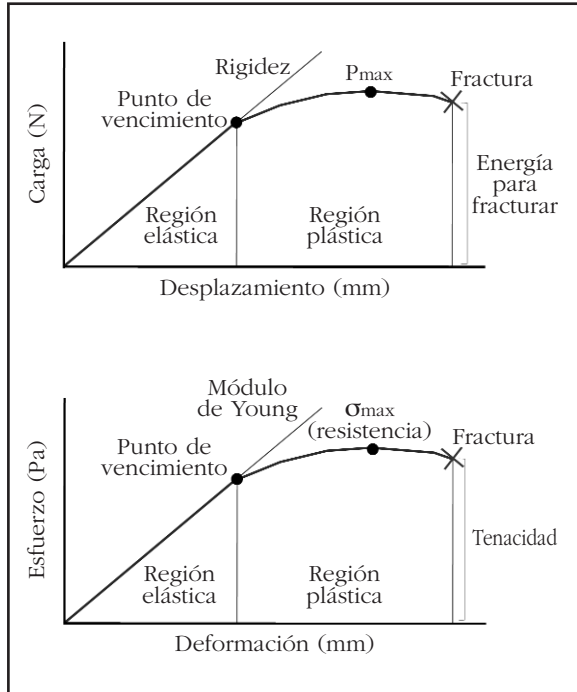 Rigidez
Pmax
Fractura
Punto de
vencimiento
Carga (N)
Energía
para
fracturar
Región
elástica
Región
plástica
Desplazamiento (mm)
Módulo
de Young
σmax
(resistencia)
Fractura
Punto de
vencimiento
Esfuerzo (Pa)
Tenacidad
Región
elástica
Región
plástica
Deformación (mm)